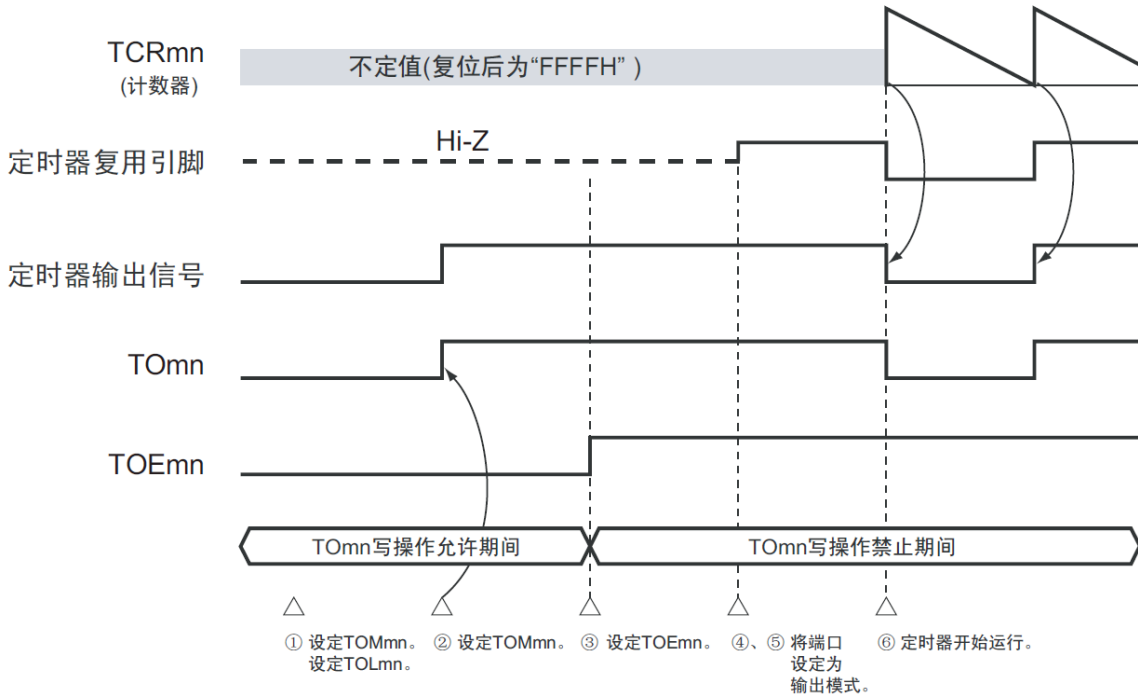 TCRmn
(计数器)
不定值(复位后为“FFFFH” )
定时器复用引脚
Hi-Z
定时器输出信号
TOmn
TOEmn
TOmn写操作允许期间
TOmn写操作禁止期间
① 设定TOMmn。
设定TOLmn。
② 设定TOMmn。
③ 设定TOEmn。
④、⑤ 将端口
设定为
输出模式。
⑥ 定时器开始运行。